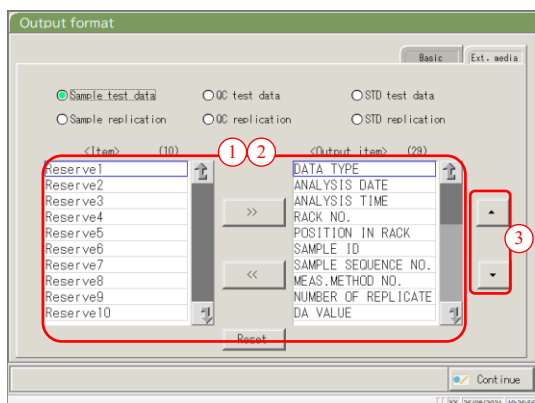 Output format
Basic Ext. media
Sample test data QC test data STD test data
Sample replication QC replication STD replication
<Item> (10) <Output item> (29)
1 2
Reserve1 DATA TYPE
Reserve2 ANALYSIS DATE
Reserve3 ANALYSIS TIME
Reserve4 >> RACK NO.
Reserve5 POSITION IN RACK
3
Reserve6 SAMPLE ID
Reserve7 SAMPLE SEQUENCE NO.
Reserve8 << MEAS.METHOD NO.
Reserve9 NUMBER OF REPLICATE
Reserve10 DA VALUE
Reset
Continue